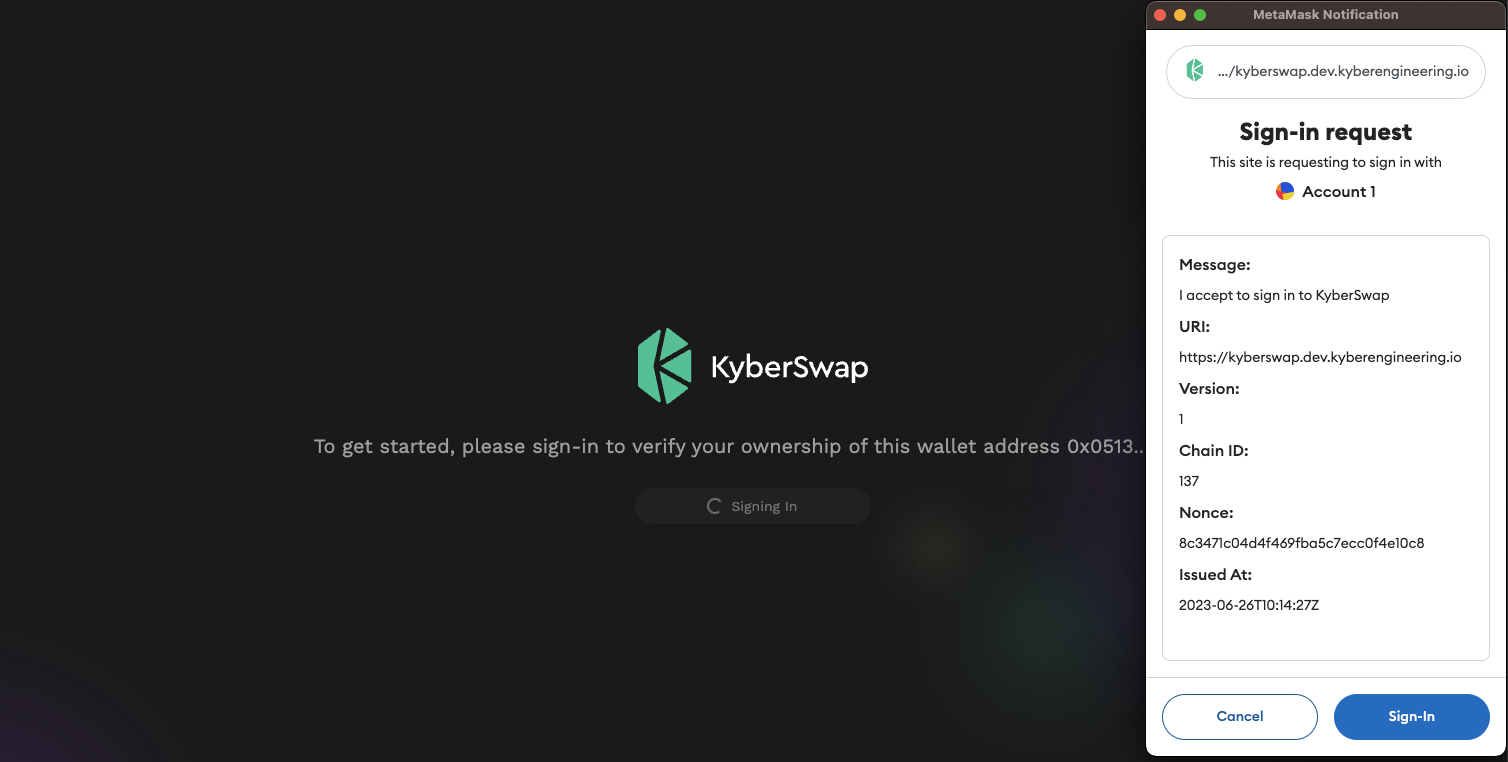 KyberSwap
To get started, please sign-in to verify your ownership of this wallet address 0x0513..
Signing In
MetaMask Notification
.../kyberswap.dev.kyberengineering.io
Sign-in request
This site is requesting to sign in with
Account 1
Message:
I accept to sign in to KyberSwap
URI:
https://kyberswap.dev.kyberengineering.io
Version:
1
Chain ID:
137
Nonce:
8c3471c04d4f469fba5c7ecc0f4e10c8
Issued At:
2023-06-26T10:14:27Z
Cancel
Sign-In